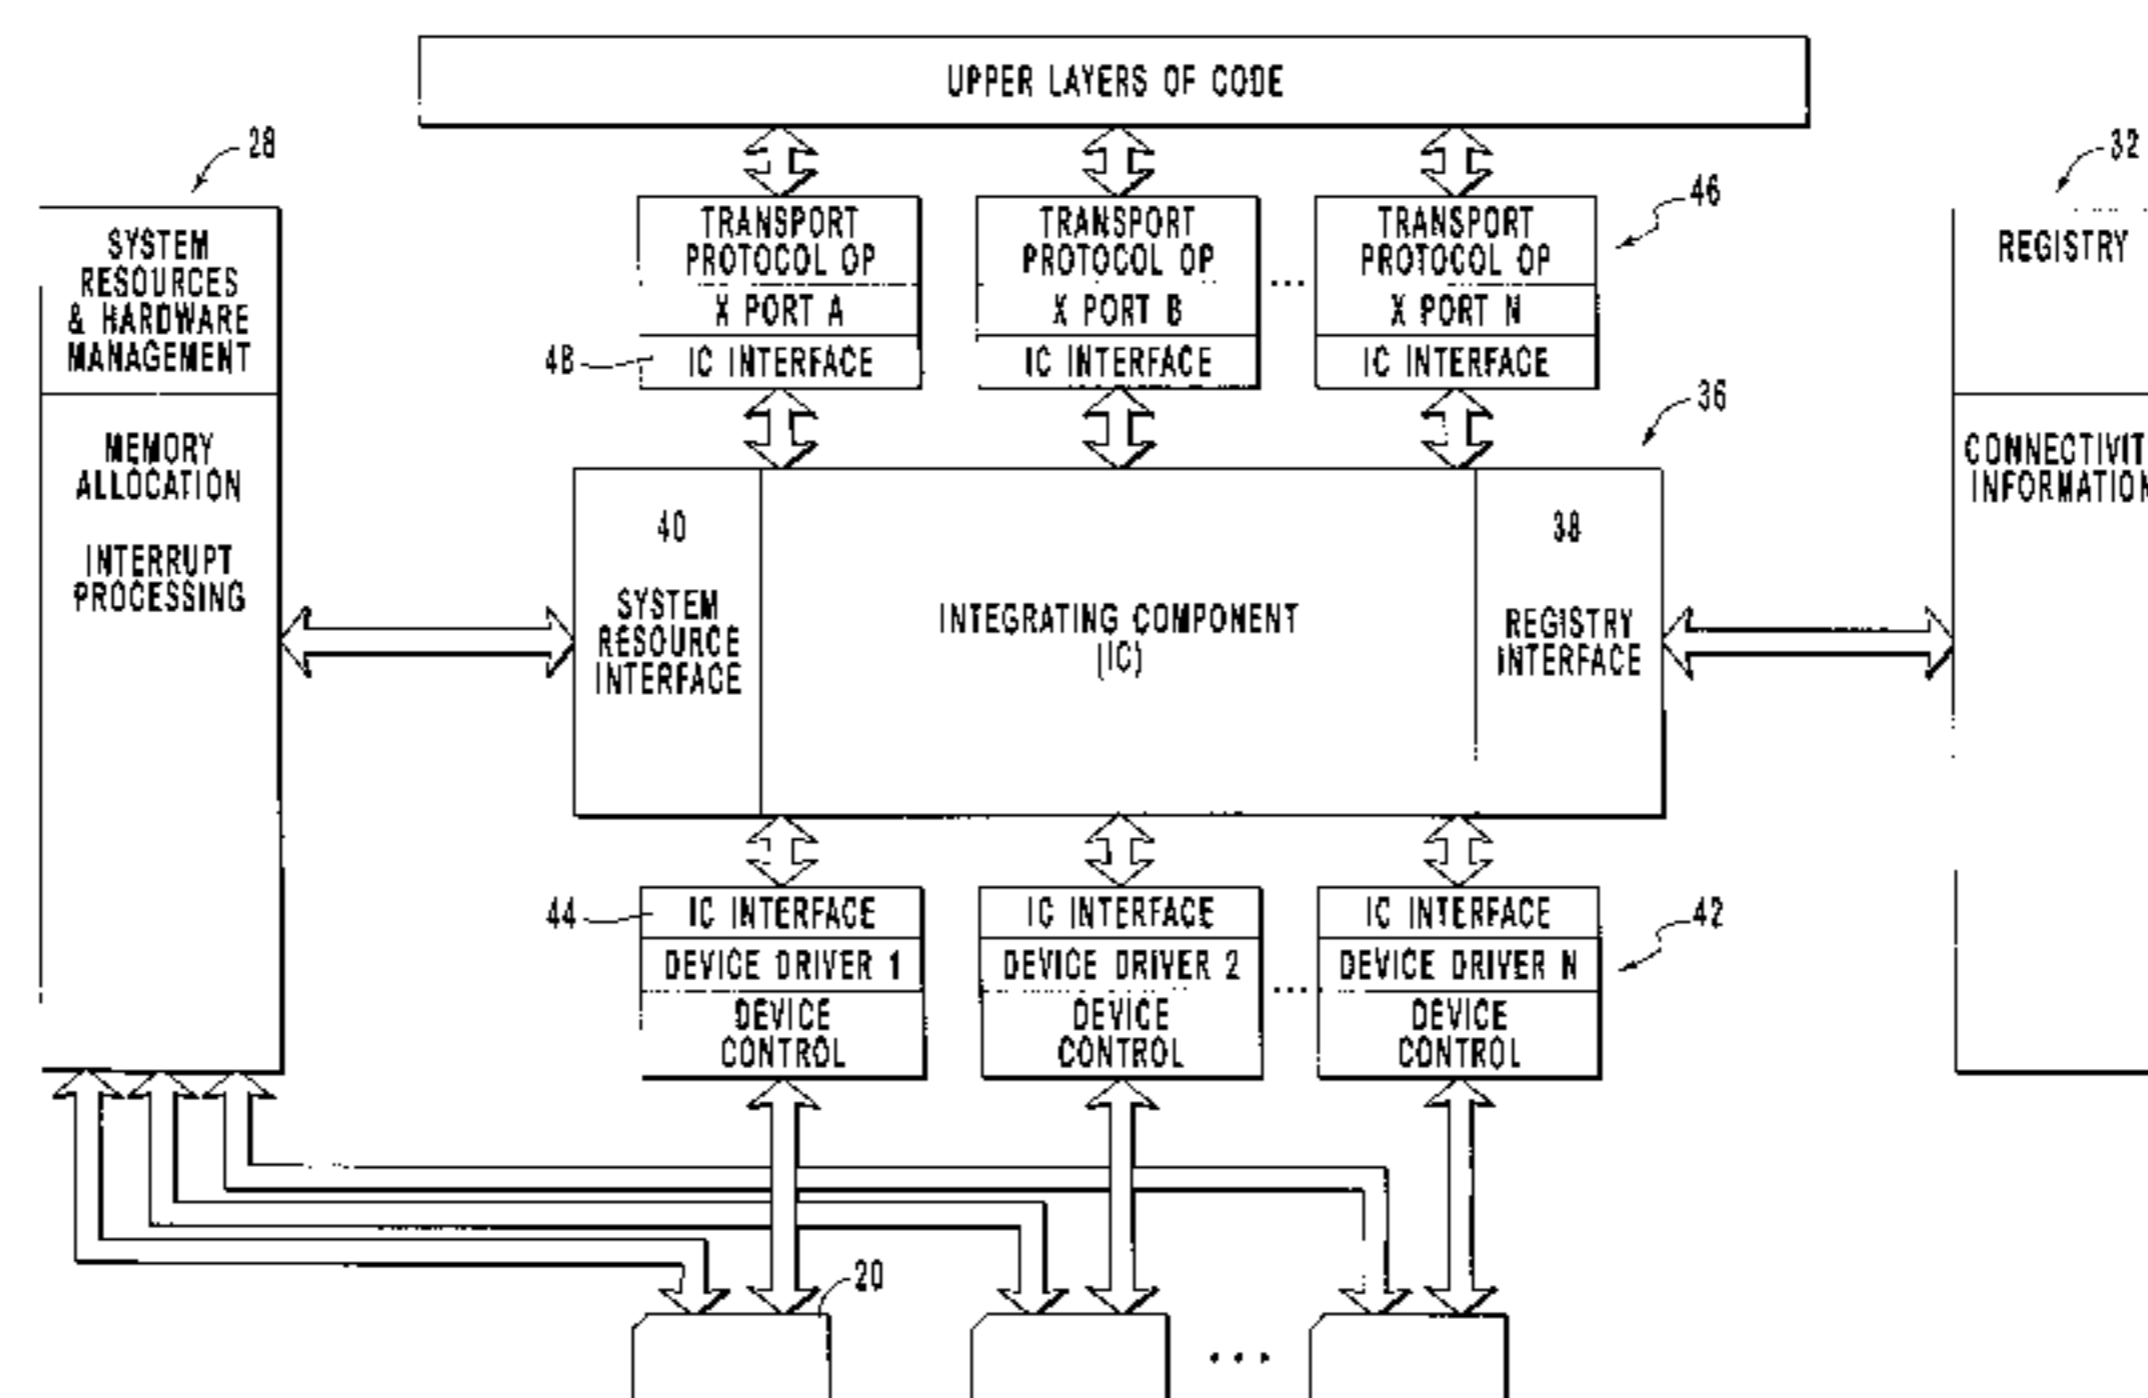 UPPER LAYERS OF CODE
28
32
46
SYSTEM
RESOURCES
& HARDWARE
MANAGEMENT
TRANSPORT
PROTOCOL OP
X PORT A
IC INTERFACE
TRANSPORT
PROTOCOL OP
X PORT B
IC INTERFACE
...
TRANSPORT
PROTOCOL OP
X PORT N
IC INTERFACE
REGISTRY
48
36
MEMORY
ALLOCATION
INTERRUPT
PROCESSING
40
SYSTEM
RESOURCE
INTERFACE
INTEGRATING COMPONENT
(IC)
38
REGISTRY
INTERFACE
CONNECTIVIT
INFORMATION
44
IC INTERFACE
DEVICE DRIVER 1
DEVICE
CONTROL
IC INTERFACE
DEVICE DRIVER 2
DEVICE
CONTROL
...
IC INTERFACE
DEVICE DRIVER N
DEVICE
CONTROL
42
20
...